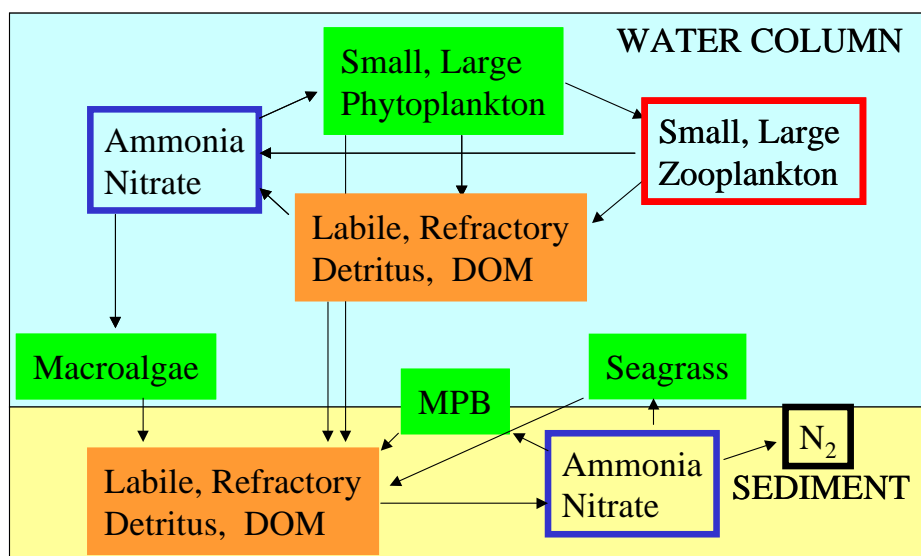 WATER COLUMN
Small, Large
Phytoplankton
Ammonia
Nitrate
Small, Large
Zooplankton
Labile, Refractory
Detritus, DOM
Macroalgae
Seagrass
MPB
N₂
Ammonia
Nitrate
SEDIMENT
Labile, Refractory
Detritus, DOM